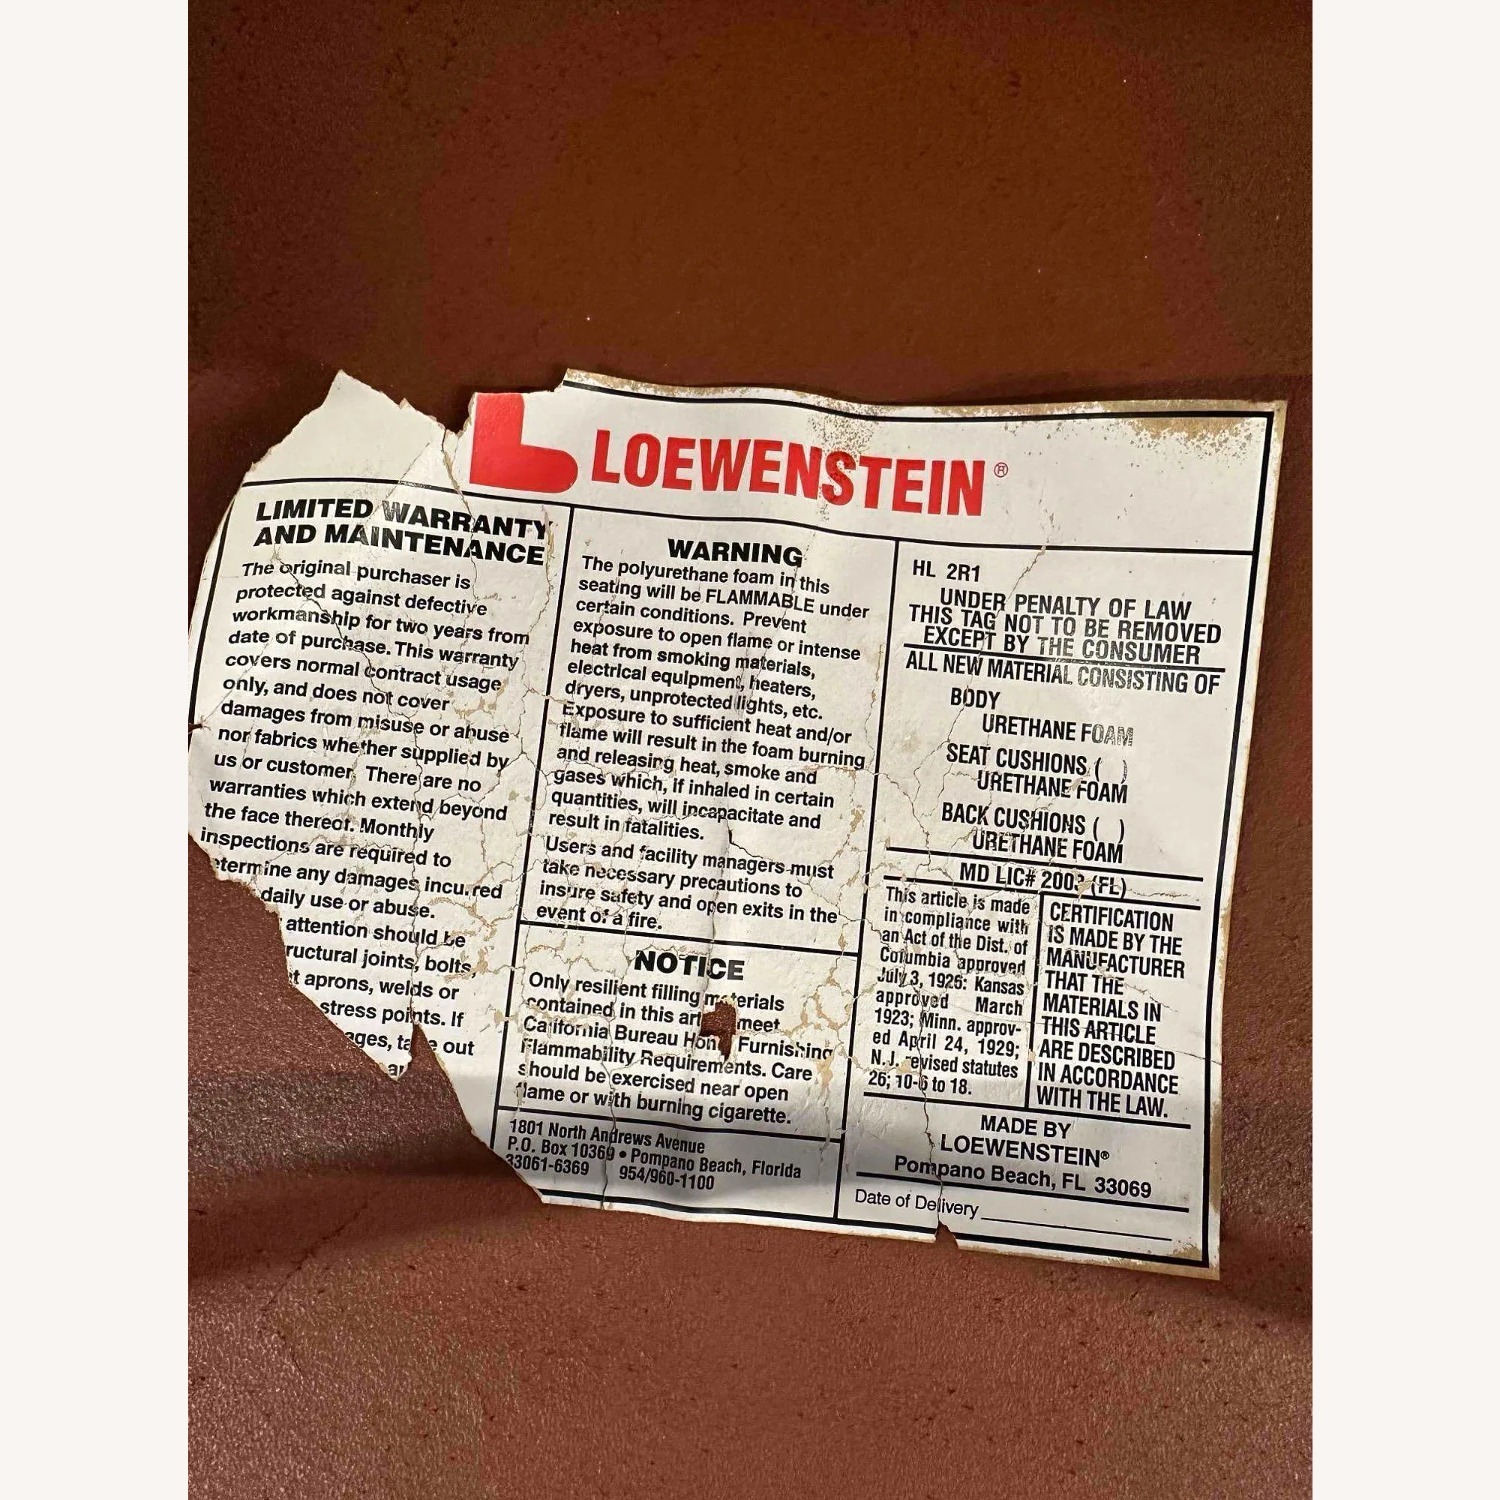 LOEWENSTEIN®
LIMITED WARRANTY
AND MAINTENANCE
The original purchaser is
protected against defective
workmanship for two years from
date of purchase. This warranty
covers normal contract usage
only, and does not cover
damages from misuse or abuse
nor fabrics whether supplied by
us or customer. There are no
warranties which extend beyond
the face thereof. Monthly
inspections are required to
etermine any damages incurred
daily use or abuse.
attention should be
ructural joints, bolts,
t aprons, welds or
stress points. If
ges, take out
WARNING
The polyurethane foam in this
seating will be FLAMMABLE under
certain conditions. Prevent
exposure to open flame or intense
heat from smoking materials,
electrical equipment, heaters,
dryers, unprotected lights, etc.
Exposure to sufficient heat and/or
flame will result in the foam burning
and releasing heat, smoke and
gases which, if inhaled in certain
quantities, will incapacitate and
result in fatalities.
Users and facility managers must
take necessary precautions to
insure safety and open exits in the
event of a fire.
NOTICE
Only resilient filling materials
contained in this art meet
California Bureau Hom Furnishing
Flammability Requirements. Care
should be exercised near open
flame or with burning cigarette.
1801 North Andrews Avenue
P.O. Box 10369 • Pompano Beach, Florida
33061-6369 954/960-1100
HL 2R1
UNDER PENALTY OF LAW
THIS TAG NOT TO BE REMOVED
EXCEPT BY THE CONSUMER
ALL NEW MATERIAL CONSISTING OF
BODY
URETHANE FOAM
SEAT CUSHIONS ( )
URETHANE FOAM
BACK CUSHIONS ( )
URETHANE FOAM
MD LIC# 2003 (FL)
This article is made
in compliance with
an Act of the Dist. of
Columbia approved
July 3, 1926: Kansas
approved March
1923; Minn. approv-
ed April 24, 1929;
N.J. revised statutes
26; 10-6 to 18.
CERTIFICATION
IS MADE BY THE
MANUFACTURER
THAT THE
MATERIALS IN
THIS ARTICLE
ARE DESCRIBED
IN ACCORDANCE
WITH THE LAW.
MADE BY
LOEWENSTEIN®
Pompano Beach, FL 33069
Date of Delivery